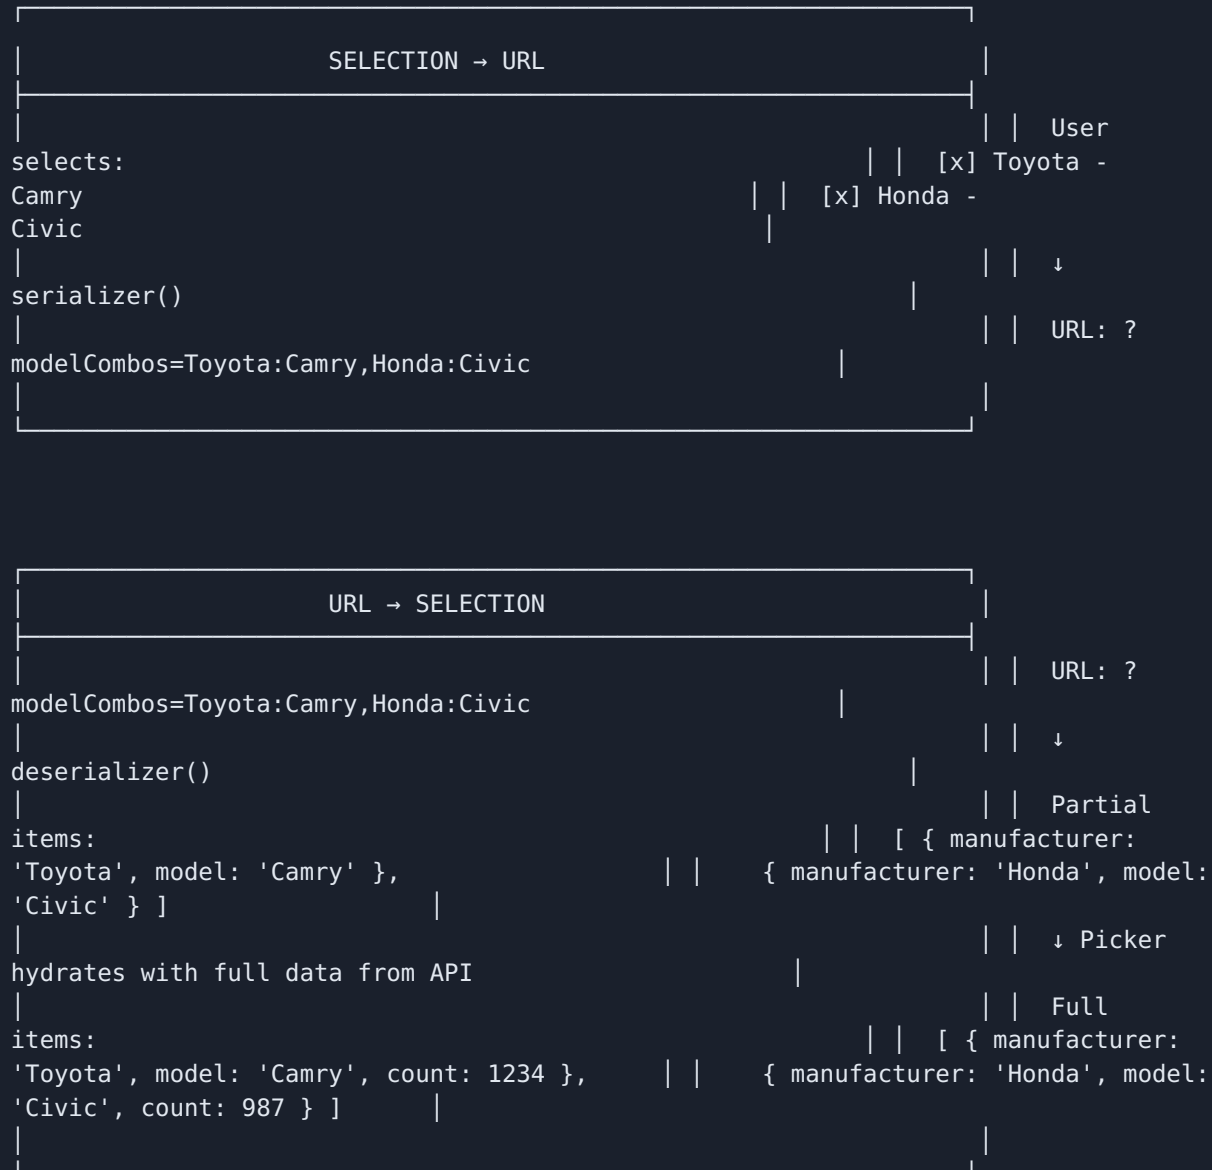 ┌─────────────────────────────────────────────────────────────────┐
│                     SELECTION → URL                              │
├─────────────────────────────────────────────────────────────────┤
│                                                                  │ │  User
selects:                                                   │ │  [x] Toyota -
Camry                                              │ │  [x] Honda -
Civic                                               │
│                                                                  │ │  ↓
serializer()                                                  │
│                                                                  │ │  URL: ?
modelCombos=Toyota:Camry,Honda:Civic                     │
│                                                                  │
└─────────────────────────────────────────────────────────────────┘
┌─────────────────────────────────────────────────────────────────┐
│                     URL → SELECTION                              │
├─────────────────────────────────────────────────────────────────┤
│                                                                  │ │  URL: ?
modelCombos=Toyota:Camry,Honda:Civic                     │
│                                                                  │ │  ↓
deserializer()                                                │
│                                                                  │ │  Partial
items:                                                  │ │  [ { manufacturer:
'Toyota', model: 'Camry' },                  │ │    { manufacturer: 'Honda', model:
'Civic' } ]                  │
│                                                                  │ │  ↓ Picker
hydrates with full data from API                      │
│                                                                  │ │  Full
items:                                                     │ │  [ { manufacturer:
'Toyota', model: 'Camry', count: 1234 },     │ │    { manufacturer: 'Honda', model:
'Civic', count: 987 } ]      │
│                                                                  │